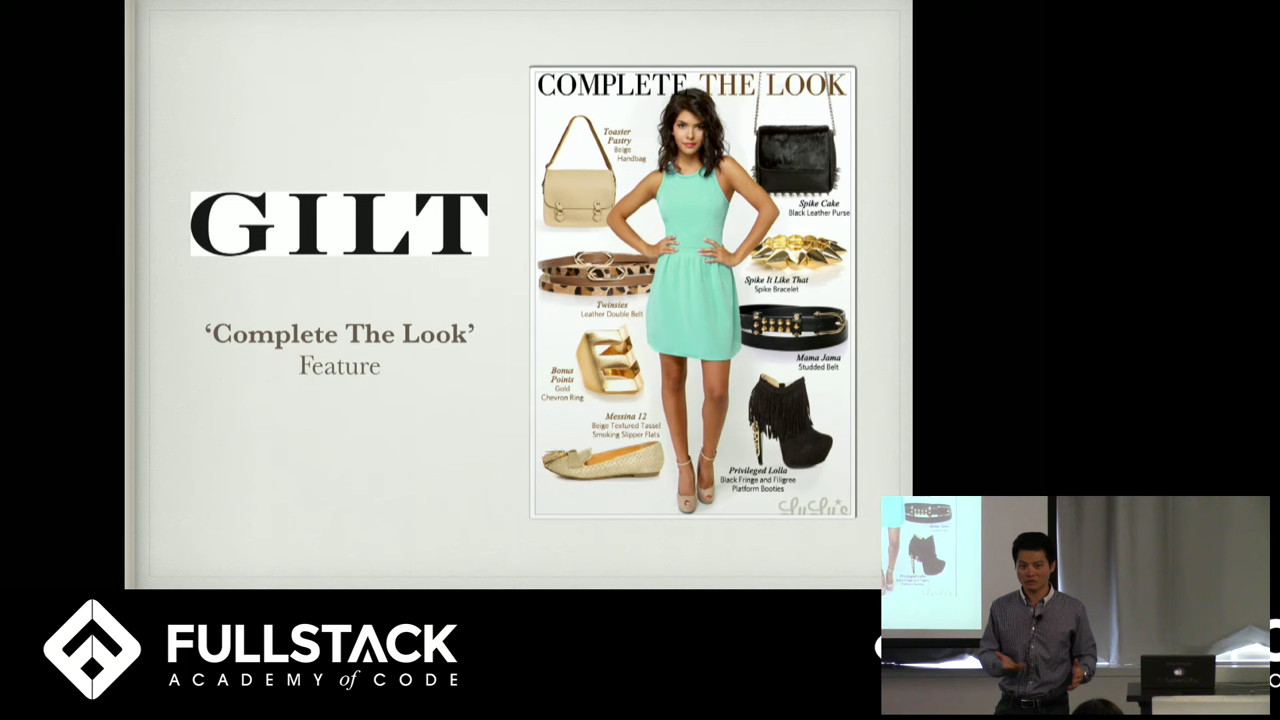 GILT
‘Complete The Look’
Feature
COMPLETE THE LOOK
Toaster
Pastry
Beige
Handbag
Spike Cake
Black Leather Purse
Twinsies
Leather Double Belt
Spike It Like That
Spike Bracelet
Bonus
Points
Gold
Chevron Ring
Mama Jama
Studded Belt
Messina 12
Beige Textured Tassel
Smoking Slipper Flats
Privileged Lolla
Black Fringe and Filigree
Platform Booties
LuLu*s
FULLSTACK
ACADEMY of CODE